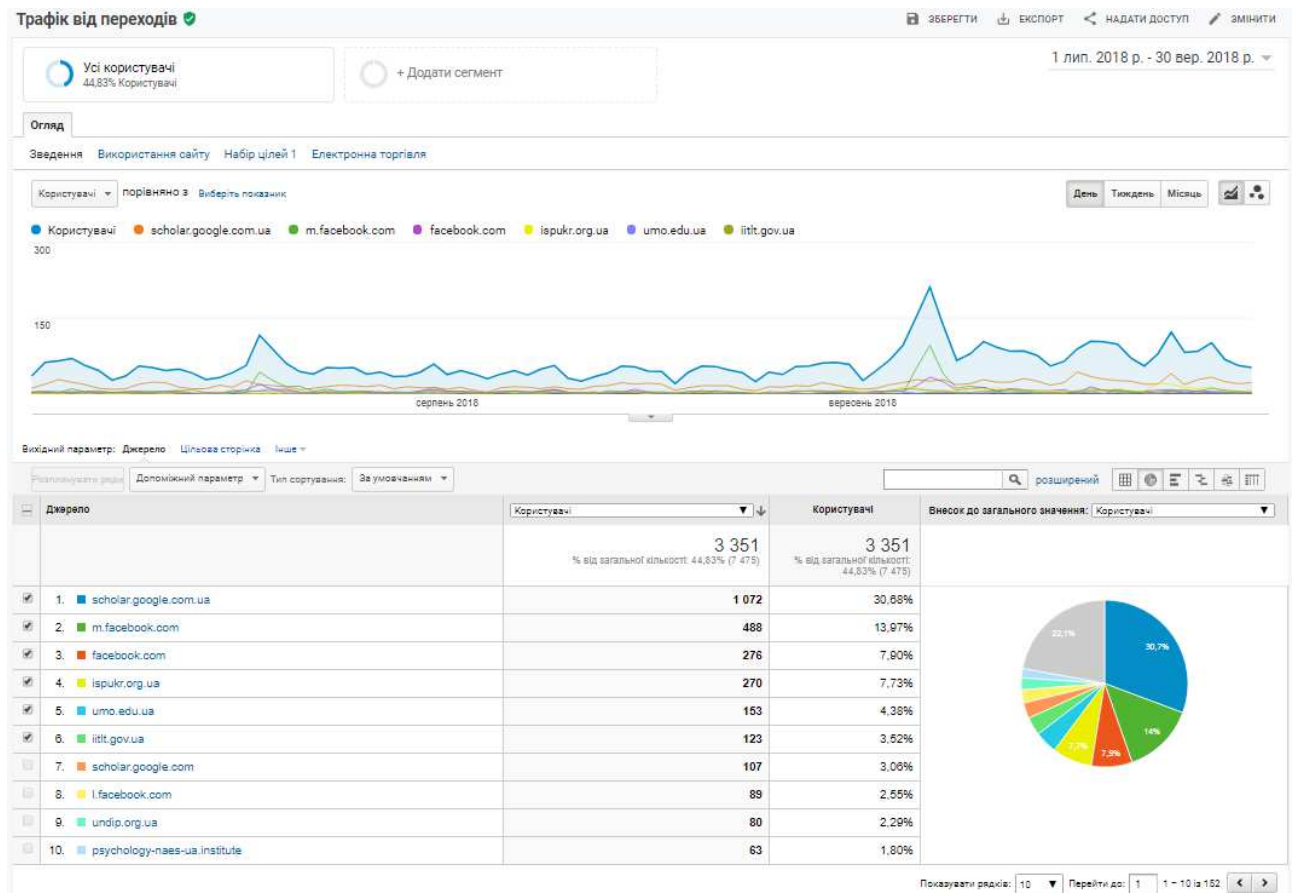 Трафік від переходів
ЗБЕРЕГТИ ЕКСПОРТ НАДАТИ ДОСТУП ЗМІНИТИ
Усі користувачі
44,83% Користувачі
+ Додати сегмент
1 лип. 2018 р. - 30 вер. 2018 р.
Огляд
Зведення Використання сайту Набір цілей 1 Електронна торгівля
Користувачі порівняно з Виберіть показник
День Тиждень Місяць
Користувачі scholar.google.com.ua m.facebook.com facebook.com ispukr.org.ua umo.edu.ua iitlt.gov.ua
300
150
серпень 2018 вересень 2018
Вихідний параметр: Джерело Цільова сторінка Інше
Допоміжний параметр Тип сортування: За умовчанням
розширений
Джерело Користувачі Користувачі Внесок до загального значення: Користувачі
3 351 3 351
% від загальної кількості: 44,83% (7 475) % від загальної кількості:
44,83% (7 475)
1. scholar.google.com.ua 1 072 30,68%
2. m.facebook.com 488 13,97%
3. facebook.com 276 7,90%
4. ispukr.org.ua 270 7,73%
5. umo.edu.ua 153 4,38%
6. iitlt.gov.ua 123 3,52%
7. scholar.google.com 107 3,06%
8. l.facebook.com 89 2,55%
9. undip.org.ua 80 2,29%
10. psychology-naes-ua.institute 63 1,80%
22,1%
30,7%
14%
7,7%
7,9%
Показувати рядків: 10 Перейти до: 1 1 – 10 із 152